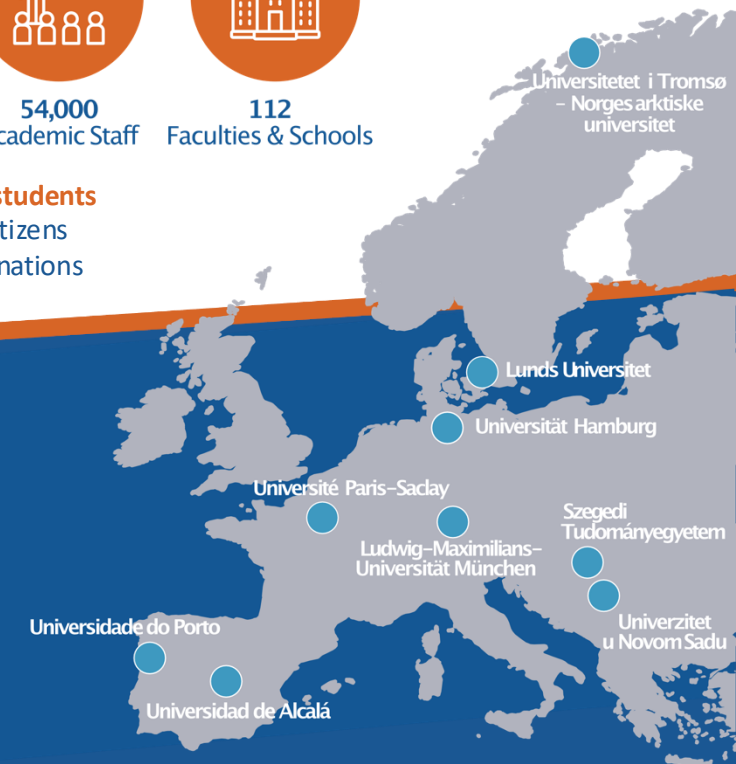 54,000
cademic Staff
112
Faculties & Schools
students
tizens
nations
Universitetet i Tromsø
– Norges arktiske
universitet
Lunds Universitet
Universität Hamburg
Université Paris-Saclay
Ludwig-Maximilians-
Universität München
Szegedi
Tudományegyetem
Univerzitet
u Novom Sadu
Universidade do Porto
Universidad de Alcalá